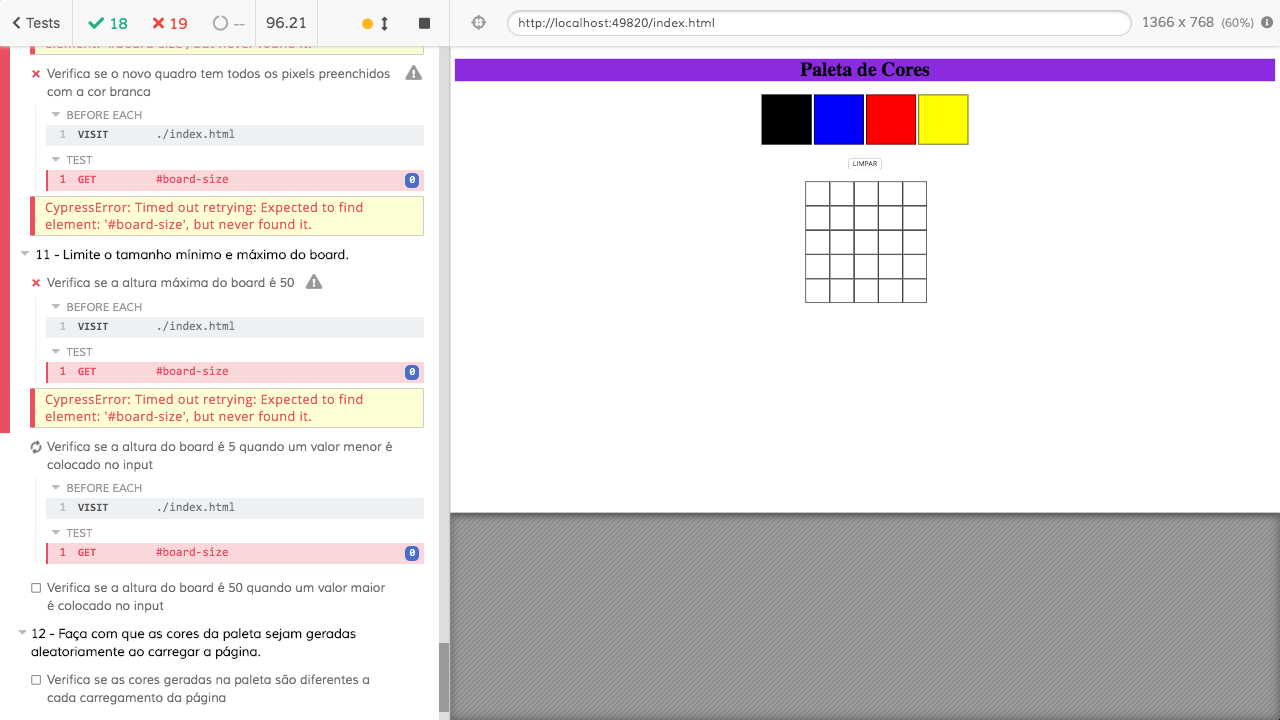 Tests 18 19 -- 96.21
http://localhost:49820/index.html 1366 x 768 (60%)
element: '#board-size', but never found it.
Verifica se o novo quadro tem todos os pixels preenchidos
com a cor branca
BEFORE EACH
1 VISIT ./index.html
TEST
1 GET #board-size 0
CypressError: Timed out retrying: Expected to find
element: '#board-size', but never found it.
11 - Limite o tamanho mínimo e máximo do board.
Verifica se a altura máxima do board é 50
BEFORE EACH
1 VISIT ./index.html
TEST
1 GET #board-size 0
CypressError: Timed out retrying: Expected to find
element: '#board-size', but never found it.
Verifica se a altura do board é 5 quando um valor menor é
colocado no input
BEFORE EACH
1 VISIT ./index.html
TEST
1 GET #board-size 0
Verifica se a altura do board é 50 quando um valor maior
é colocado no input
12 - Faça com que as cores da paleta sejam geradas
aleatoriamente ao carregar a página.
Verifica se as cores geradas na paleta são diferentes a
cada carregamento da página
Paleta de Cores
LIMPAR